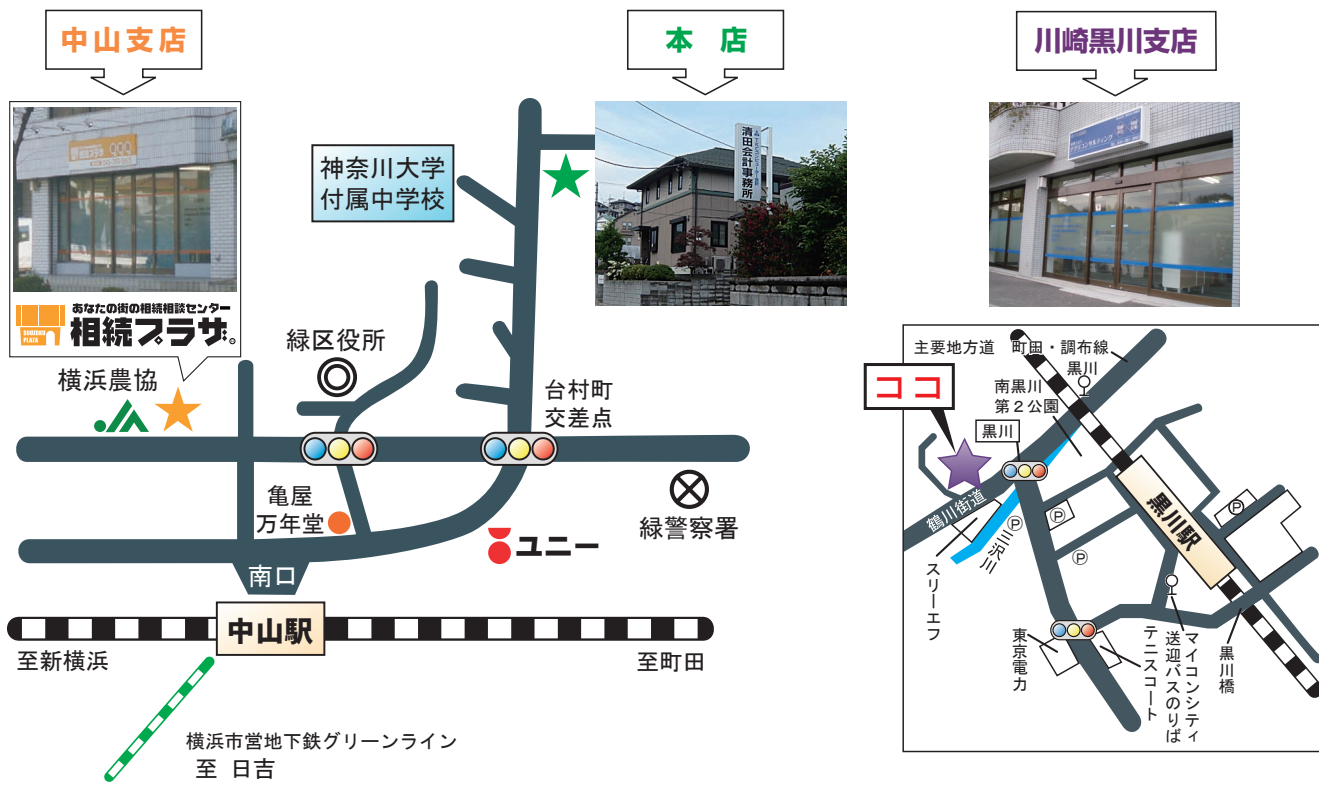 中山支店
本 店
川崎黒川支店
清田会計事務所
あなたの街の相続相談センター
相続プラザ。
SOUZOKU
PLAZA
横浜農協
JA
神奈川大学
付属中学校
緑区役所
台村町
交差点
亀屋
万年堂
緑警察署
ユニー
南口
中山駅
至新横浜
至町田
横浜市営地下鉄グリーンライン
至 日吉
主要地方道 町田・調布線
黒川
ココ
南黒川
第2公園
黒川
鶴川街道
三沢川
P
P
P
P
黒川駅
スリーエフ
東京電力
テニスコート
マイコンシティ
送迎バスのりば
黒川橋